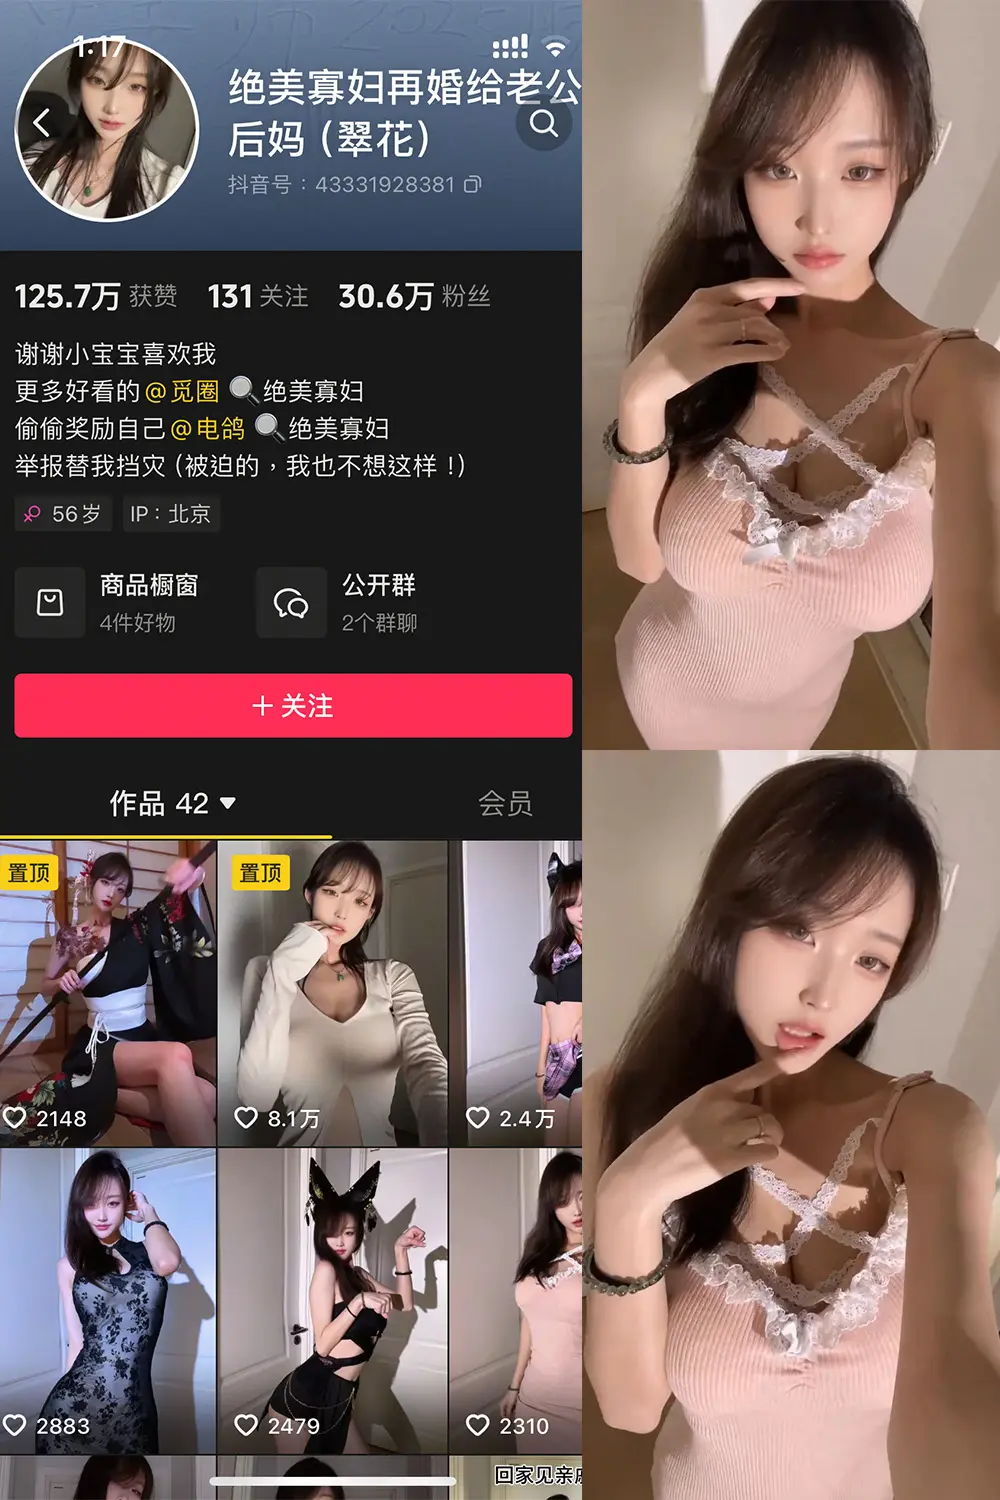 1:17
绝美寡妇再婚给老公
后妈（翠花）
抖音号：43331928381
125.7万 获赞 131 关注 30.6万 粉丝
谢谢小宝宝喜欢我
更多好看的@觅圈 🔍绝美寡妇
偷偷奖励自己@电鸽 🔍绝美寡妇
举报替我挡灾（被迫的，我也不想这样！）
56岁 IP：北京
商品橱窗
4件好物
公开群
2个群聊
＋关注
作品 42
会员
置顶
置顶
2148
8.1万
2.4万
2883
2479
2310
回家见亲